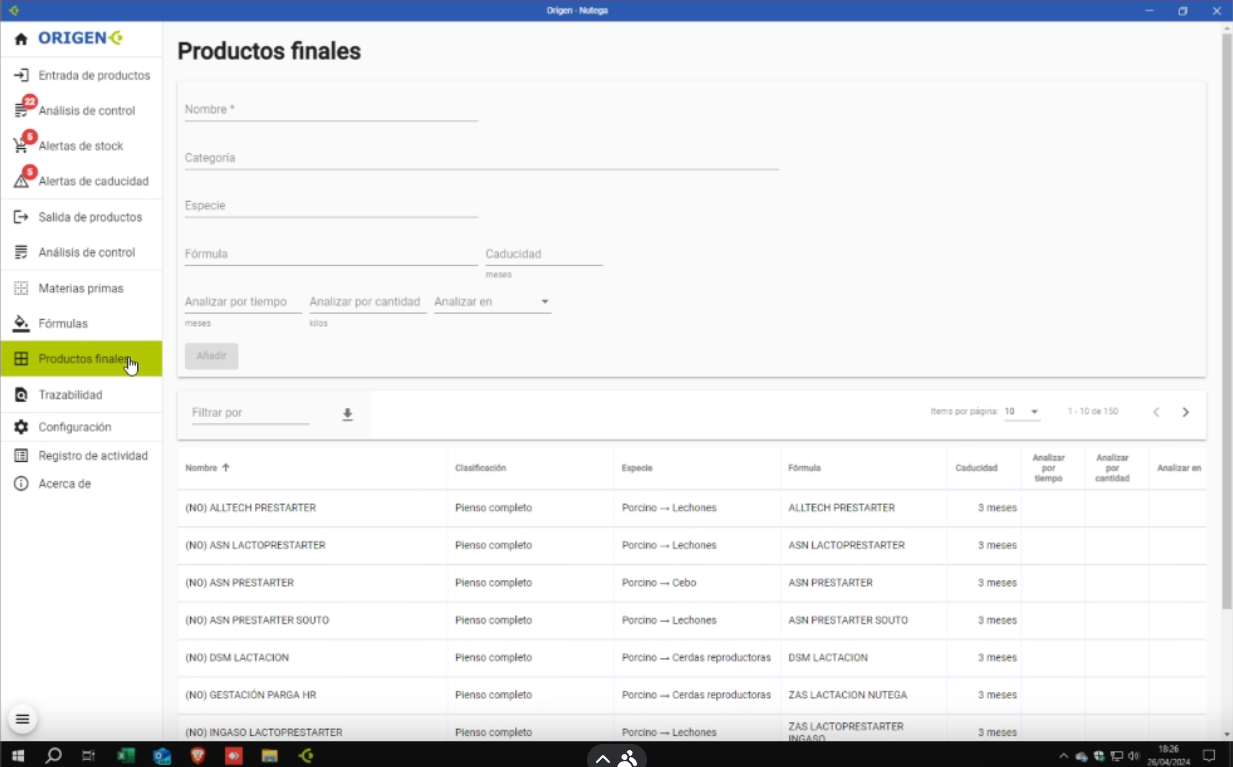 Origen - Nutega
ORIGEN
Entrada de productos
22
Análisis de control
5
Alertas de stock
5
Alertas de caducidad
Salida de productos
Análisis de control
Materias primas
Fórmulas
Productos finales
Trazabilidad
Configuración
Registro de actividad
Acerca de
Productos finales
Nombre *
Categoría
Especie
Fórmula
Caducidad
meses
Analizar por tiempo
meses
Analizar por cantidad
kilos
Analizar en
Añadir
Filtrar por
Items por página: 10
1 - 10 de 150
Nombre Clasificación Especie Fórmula Caducidad Analizar por tiempo Analizar por cantidad Analizar en
(NO) ALLTECH PRESTARTER Pienso completo Porcino → Lechones ALLTECH PRESTARTER 3 meses
(NO) ASN LACTOPRESTARTER Pienso completo Porcino → Lechones ASN LACTOPRESTARTER 3 meses
(NO) ASN PRESTARTER Pienso completo Porcino → Cebo ASN PRESTARTER 3 meses
(NO) ASN PRESTARTER SOUTO Pienso completo Porcino → Lechones ASN PRESTARTER SOUTO 3 meses
(NO) DSM LACTACION Pienso completo Porcino → Cerdas reproductoras DSM LACTACION 3 meses
(NO) GESTACIÓN PARGA HR Pienso completo Porcino → Cerdas reproductoras ZAS LACTACION NUTEGA 3 meses
(NO) INGASO LACTOPRESTARTER Pienso completo Porcino → Lechones ZAS LACTOPRESTARTER INGASO 3 meses
18:26
26/04/2024